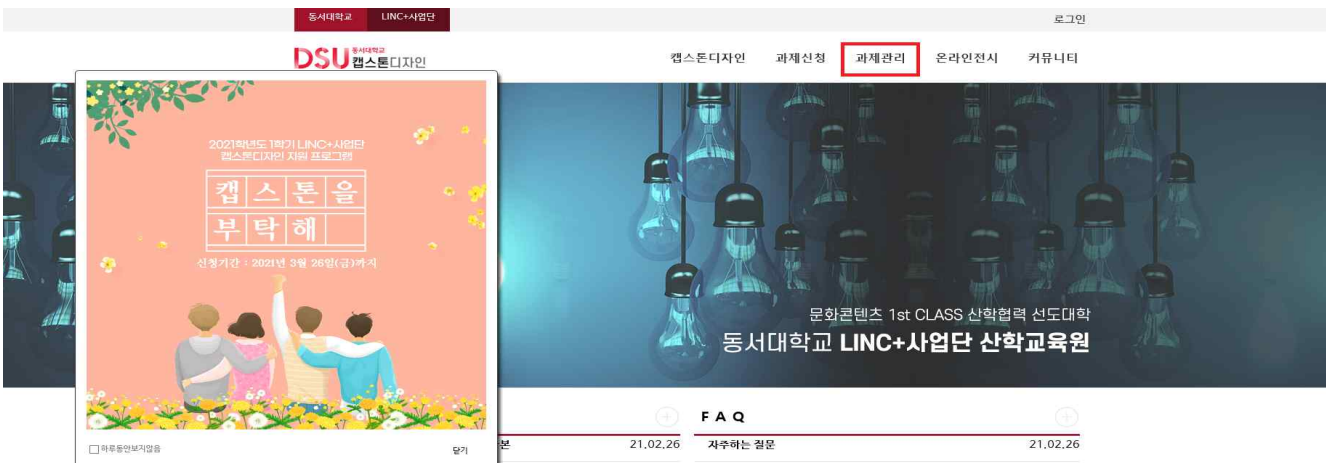 동서대학교 LINC+사업단
로그인
DSU 동서대학교 캡스톤디자인
캡스톤디자인 과제신청 과제관리 온라인전시 커뮤니티
2021학년도 1학기 LINC+사업단
캡스톤디자인 지원 프로그램
캡스톤을
부탁해
신청기간 : 2021년 3월 26일(금)까지
하루동안보지않음 닫기
문화콘텐츠 1st CLASS 산학협력 선도대학
동서대학교 LINC+사업단 산학교육원
본 21.02.26
FAQ
자주하는 질문 21.02.26